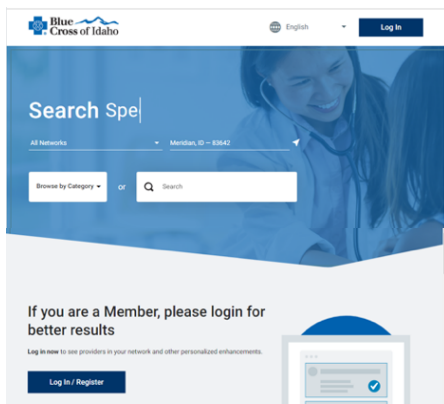 Blue
Cross of Idaho
English
Log In
Search Spe
All Networks
Meridian, ID — 83642
Browse by Category
or
Search
If you are a Member, please login for
better results
Log in now to see providers in your network and other personalized enhancements.
Log In / Register